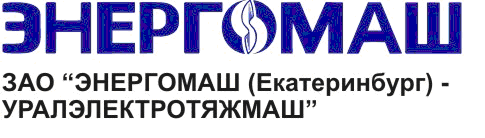 ЭНЕРГОМАШ
ЗАО “ЭНЕРГОМАШ (Екатеринбург) -
УРАЛЭЛЕКТРОТЯЖМАШ”